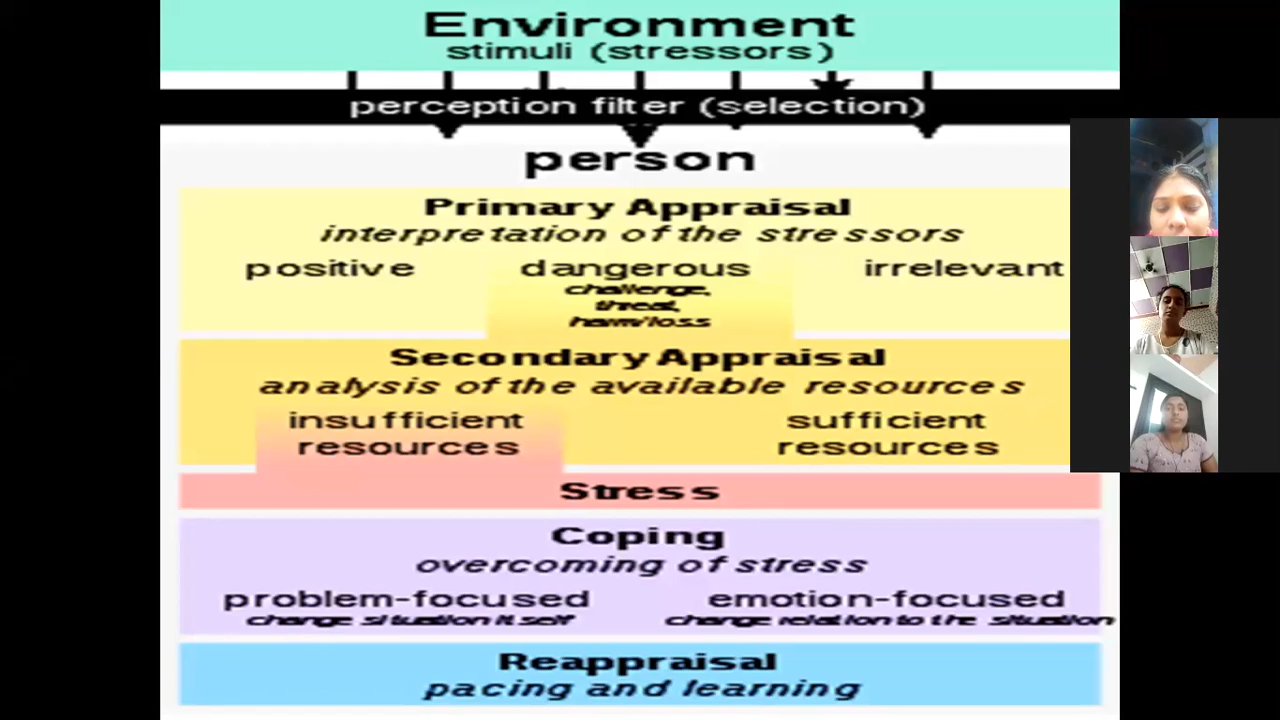 Environment
stimuli (stressors)
perception filter (selection)
person
Primary Appraisal
interpretation of the stressors
positive dangerous irrelevant
challenge,
threat,
harm/loss
Secondary Appraisal
analysis of the available resources
insufficient sufficient
resources resources
Stress
Coping
overcoming of stress
problem-focused emotion-focused
change situation itself change relation to the situation
Reappraisal
pacing and learning